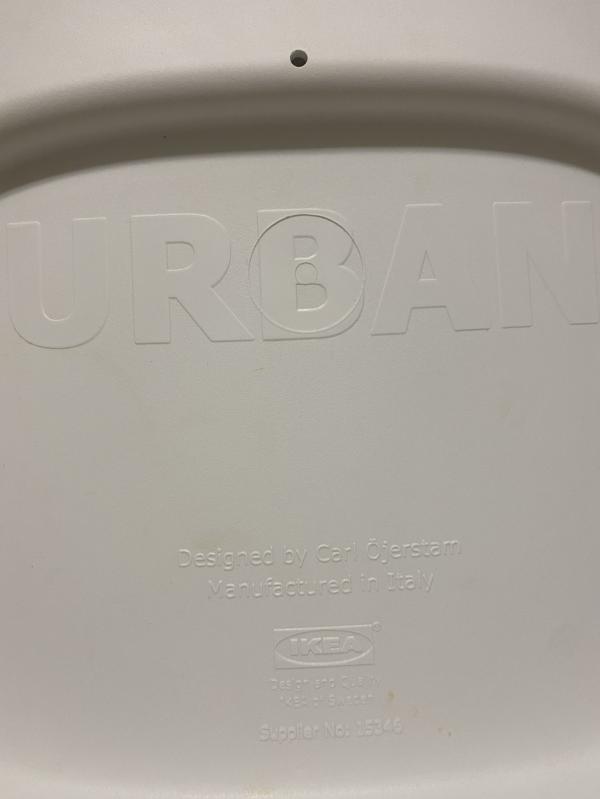 URBAN
Designed by Carl Öjerstam
Manufactured in Italy
IKEA®
Design and Quality
IKEA of Sweden
Supplier No: 15346